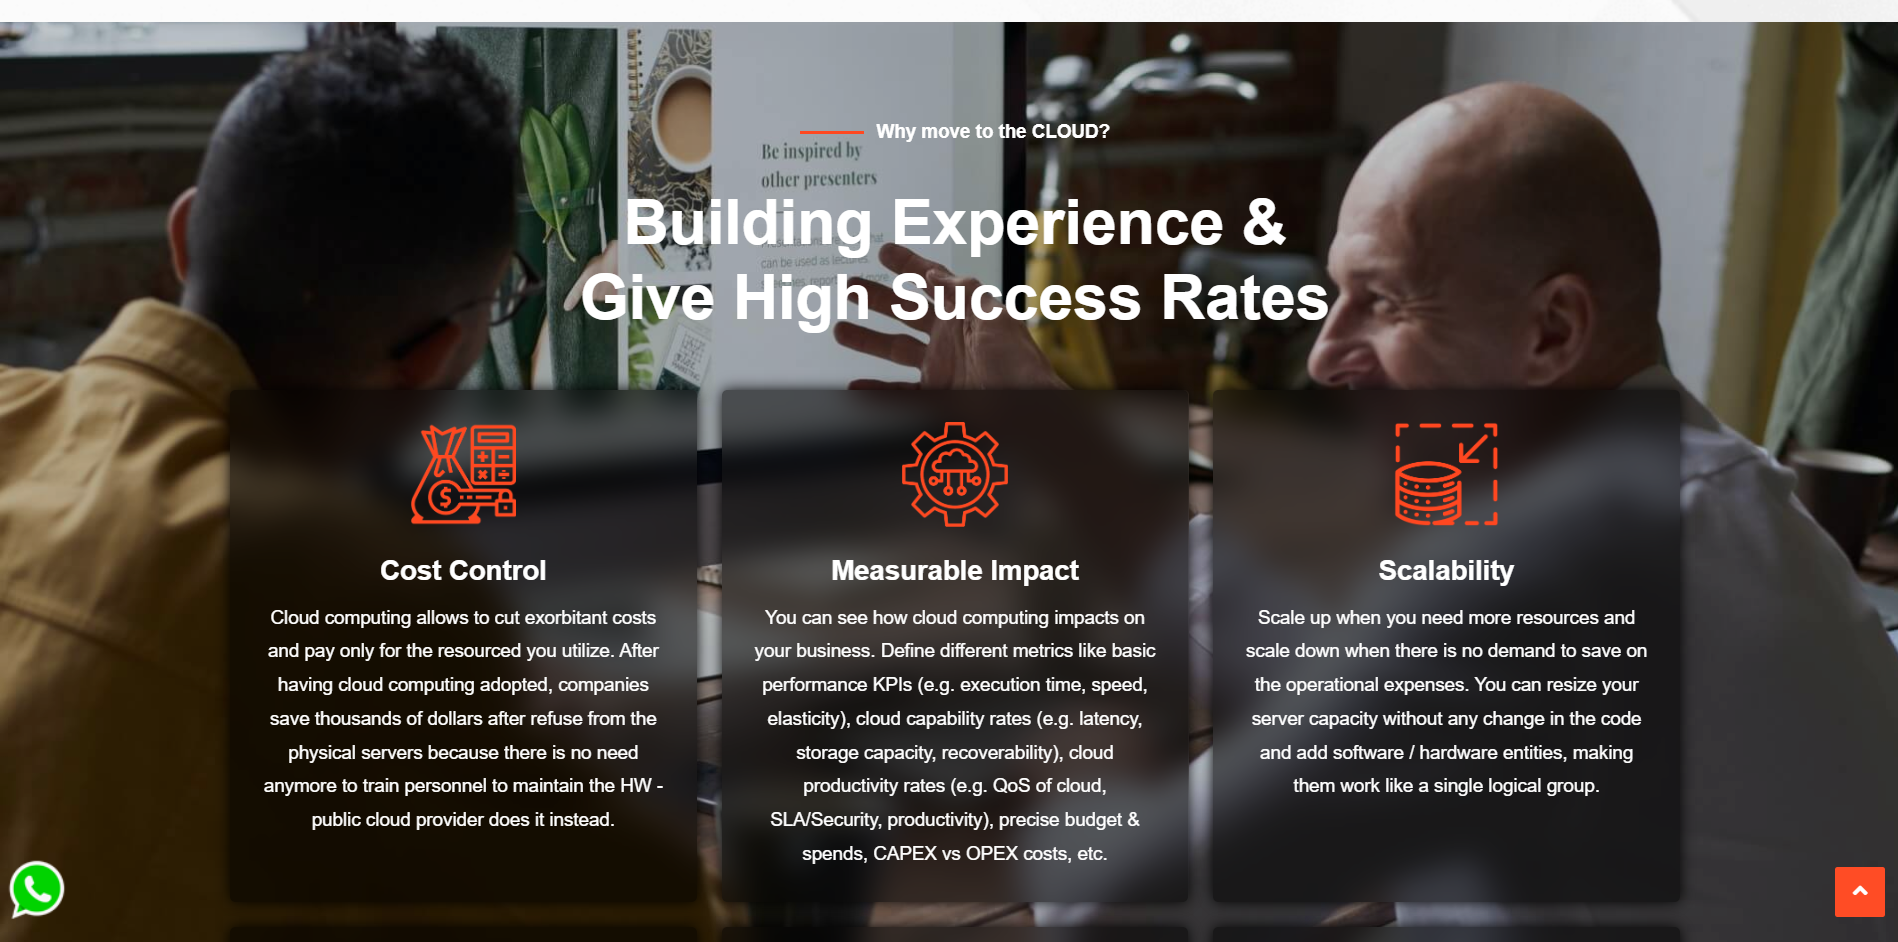 Why move to the CLOUD?
Be inspired by
other presenters
Building Experience &
can be used as lectures,
Give High Success Rates
Cost Control
Cloud computing allows to cut exorbitant costs
and pay only for the resourced you utilize. After
having cloud computing adopted, companies
save thousands of dollars after refuse from the
physical servers because there is no need
anymore to train personnel to maintain the HW -
public cloud provider does it instead.
Measurable Impact
You can see how cloud computing impacts on
your business. Define different metrics like basic
performance KPIs (e.g. execution time, speed,
elasticity), cloud capability rates (e.g. latency,
storage capacity, recoverability), cloud
productivity rates (e.g. QoS of cloud,
SLA/Security, productivity), precise budget &
spends, CAPEX vs OPEX costs, etc.
Scalability
Scale up when you need more resources and
scale down when there is no demand to save on
the operational expenses. You can resize your
server capacity without any change in the code
and add software / hardware entities, making
them work like a single logical group.